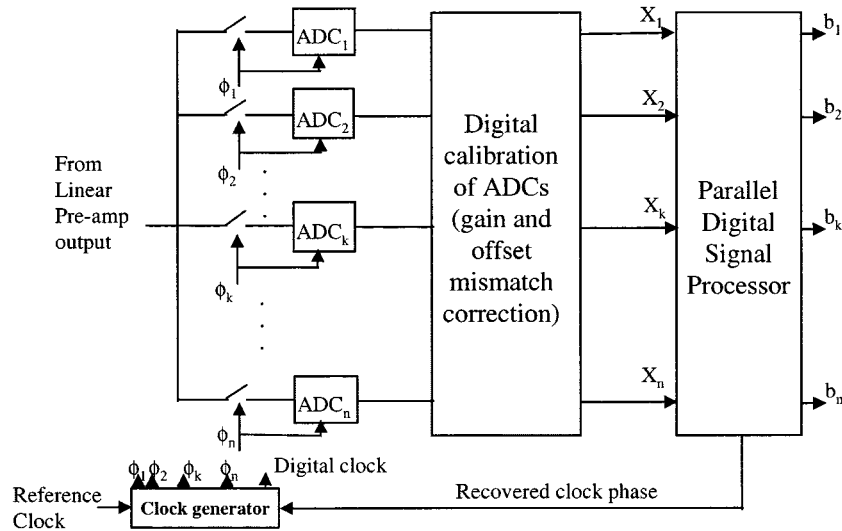 ADC1
X1
b1
ϕ1
ADC2
X2
b2
ϕ2
Digital
calibration
of ADCs
(gain and
offset
mismatch
correction)
From
Linear
Pre-amp
output
Parallel
Digital
Signal
Processor
ADCk
Xk
bk
ϕk
ADCn
Xn
bn
ϕn
ϕ1 ϕ2 ϕk ϕn Digital clock
Reference
Clock
Clock generator
Recovered clock phase